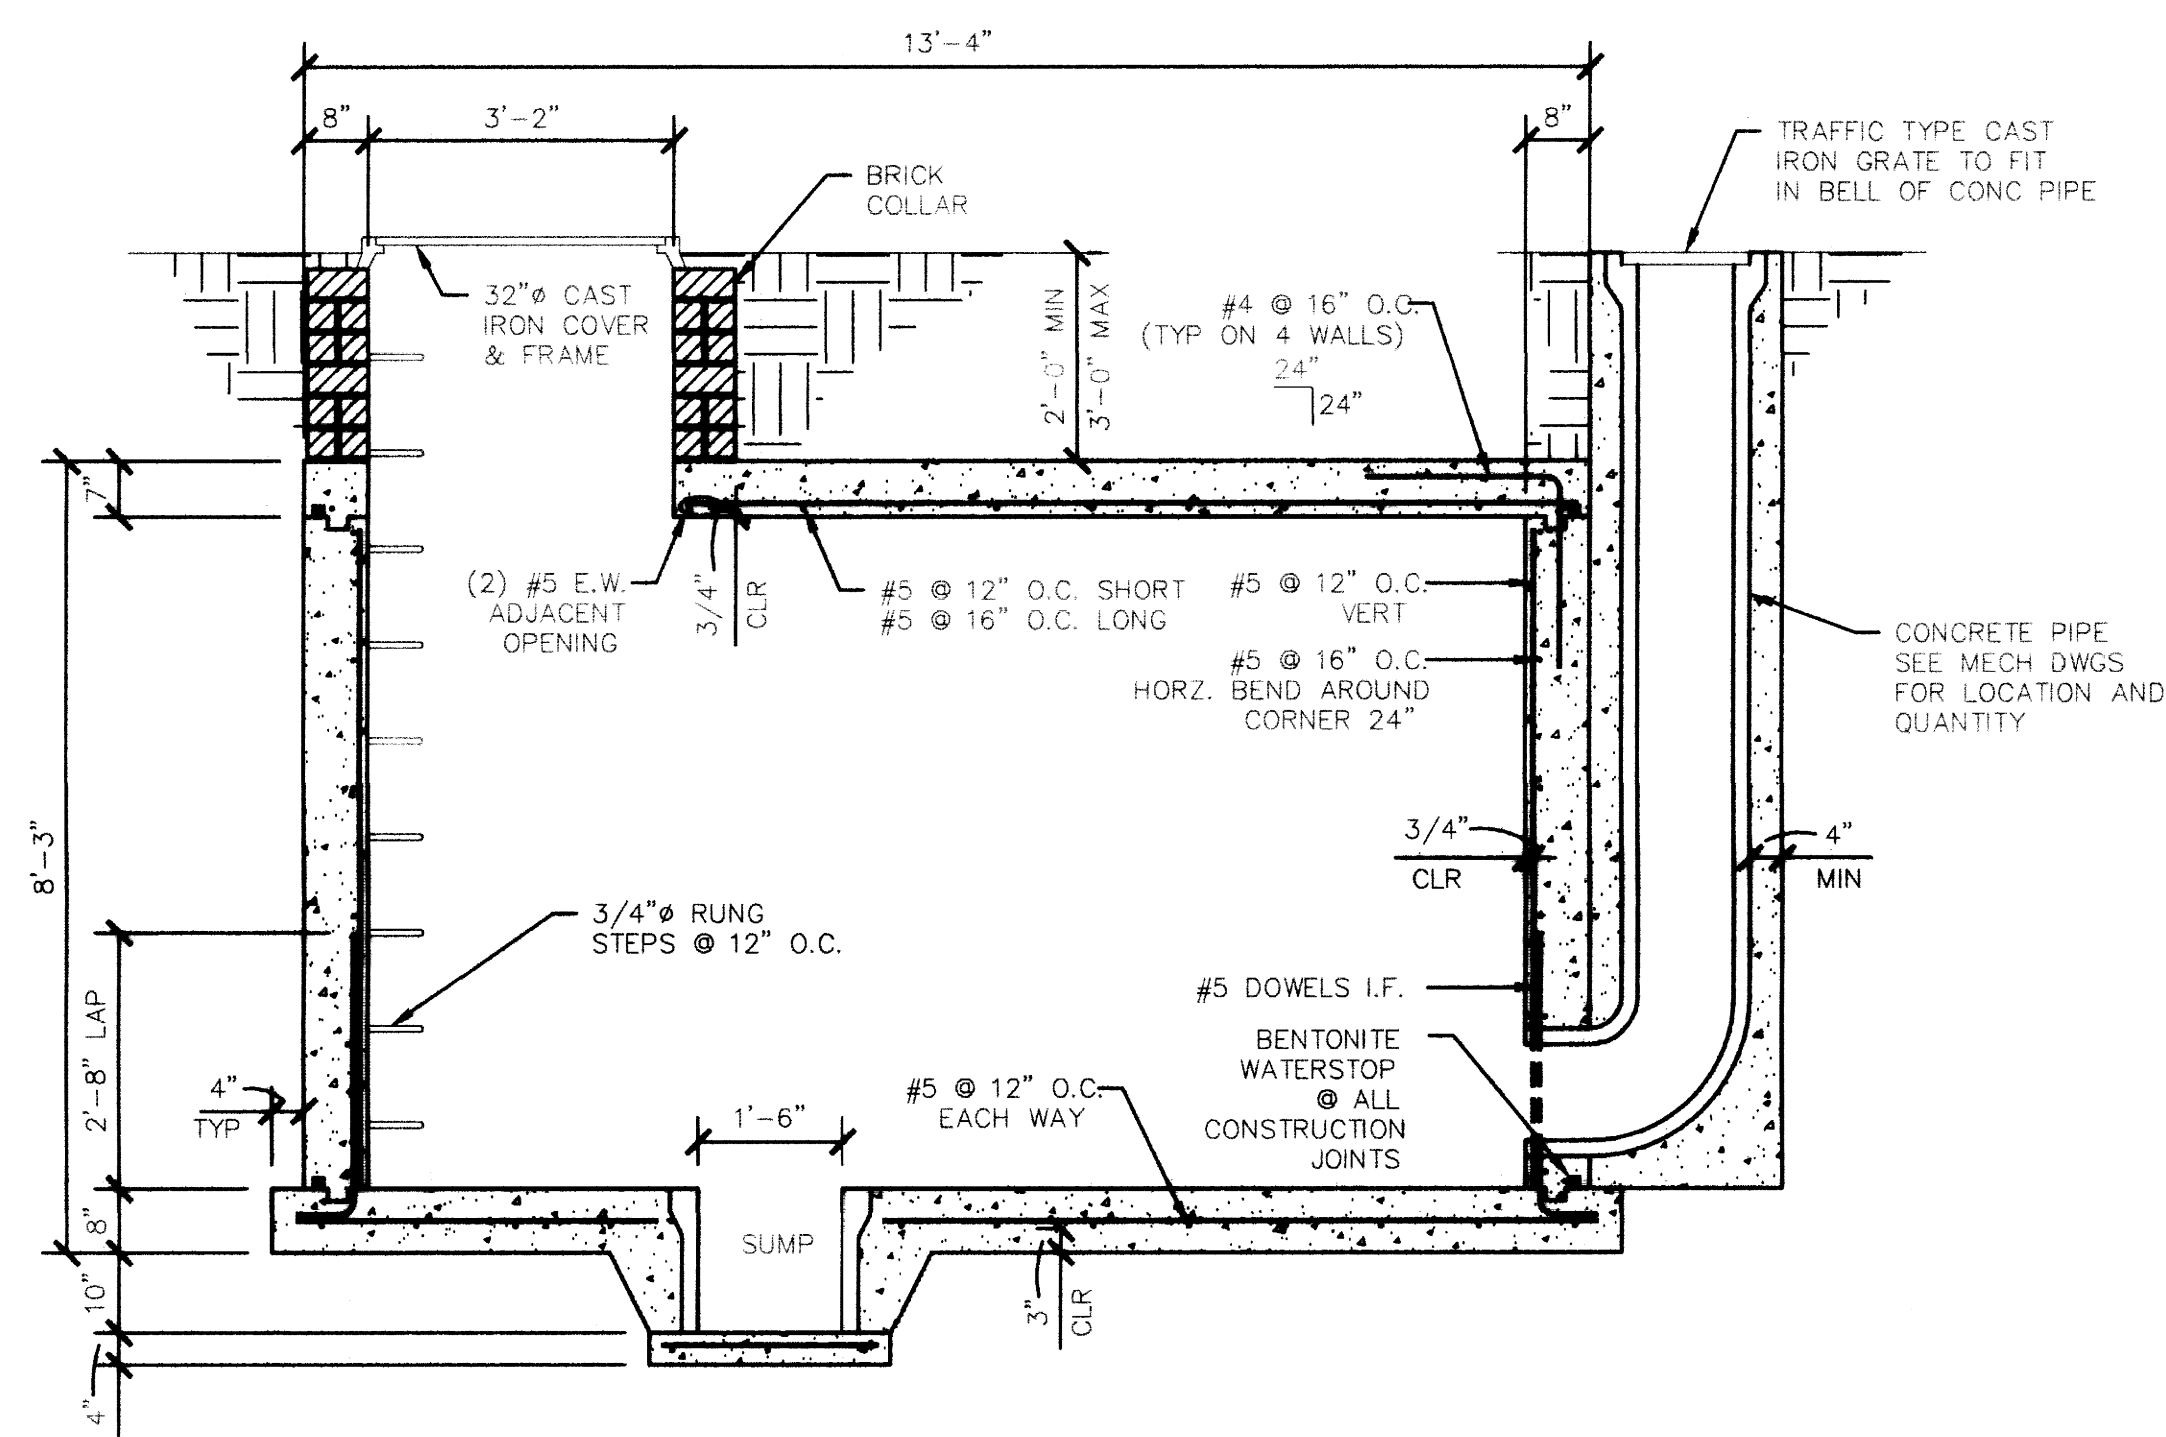 13'-4"
8"
3'-2"
8"
TRAFFIC TYPE CAST
IRON GRATE TO FIT
IN BELL OF CONC PIPE
BRICK
COLLAR
32"ø CAST
IRON COVER
& FRAME
2'-0" MIN
3'-0" MAX
#4 @ 16" O.C.
(TYP ON 4 WALLS)
24"
24"
7"
(2) #5 E.W.
ADJACENT
OPENING
3/4"
CLR
#5 @ 12" O.C. SHORT
#5 @ 16" O.C. LONG
#5 @ 12" O.C.
VERT
#5 @ 16" O.C.
HORZ. BEND AROUND
CORNER 24"
CONCRETE PIPE
SEE MECH DWGS
FOR LOCATION AND
QUANTITY
8'-3"
3/4"
CLR
4"
MIN
3/4"ø RUNG
STEPS @ 12" O.C.
2'-8" LAP
#5 DOWELS I.F.
BENTONITE
WATERSTOP
@ ALL
CONSTRUCTION
JOINTS
4"
TYP
1'-6"
#5 @ 12" O.C.
EACH WAY
8"
SUMP
10"
3"
CLR
4"